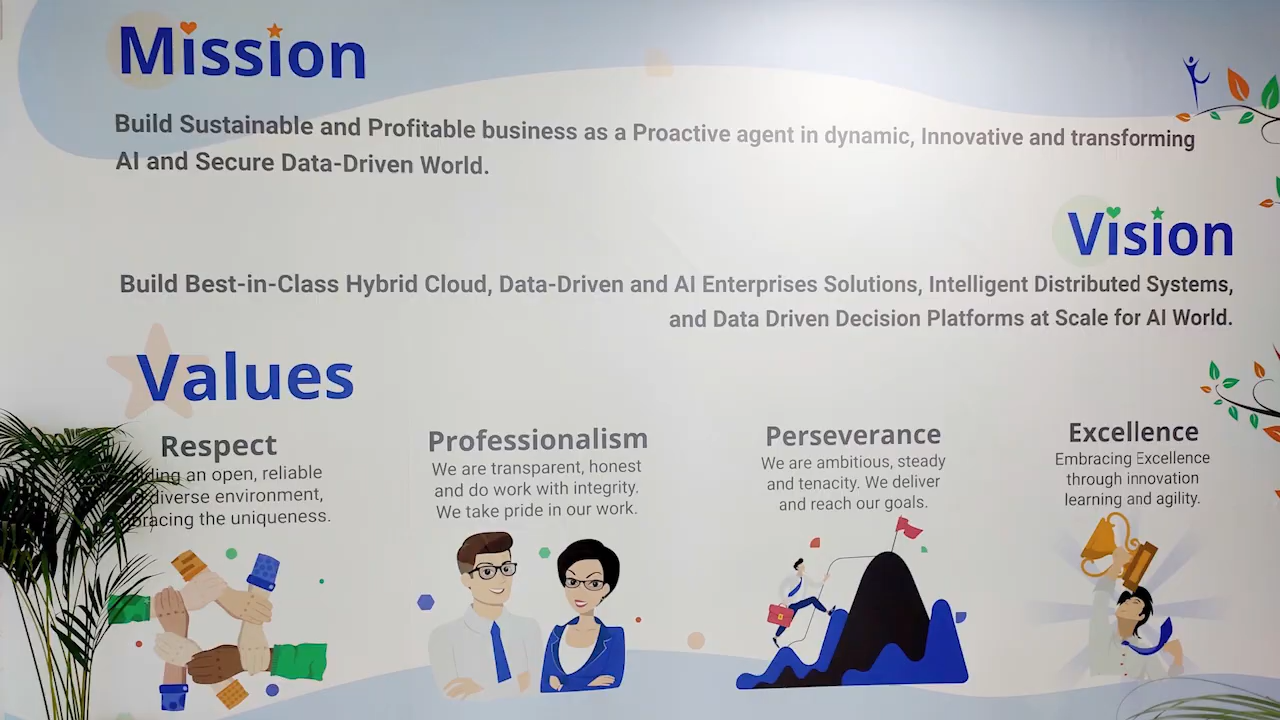 Mission
Build Sustainable and Profitable business as a Proactive agent in dynamic, Innovative and transforming
AI and Secure Data-Driven World.
Vision
Build Best-in-Class Hybrid Cloud, Data-Driven and AI Enterprises Solutions, Intelligent Distributed Systems,
and Data Driven Decision Platforms at Scale for AI World.
Values
Respect
an open, reliable
diverse environment,
the uniqueness.
Professionalism
We are transparent, honest
and do work with integrity.
We take pride in our work.
Perseverance
We are ambitious, steady
and tenacity. We deliver
and reach our goals.
Excellence
Embracing Excellence
through innovation
learning and agility.